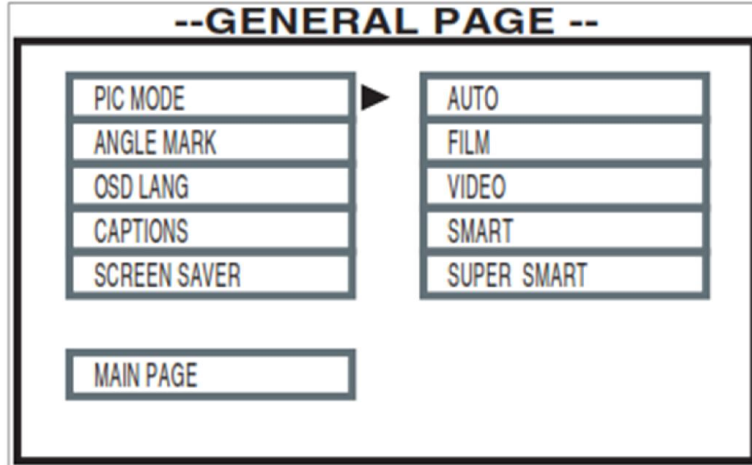 --GENERAL PAGE --
PIC MODE
ANGLE MARK
OSD LANG
CAPTIONS
SCREEN SAVER
MAIN PAGE
AUTO
FILM
VIDEO
SMART
SUPER SMART